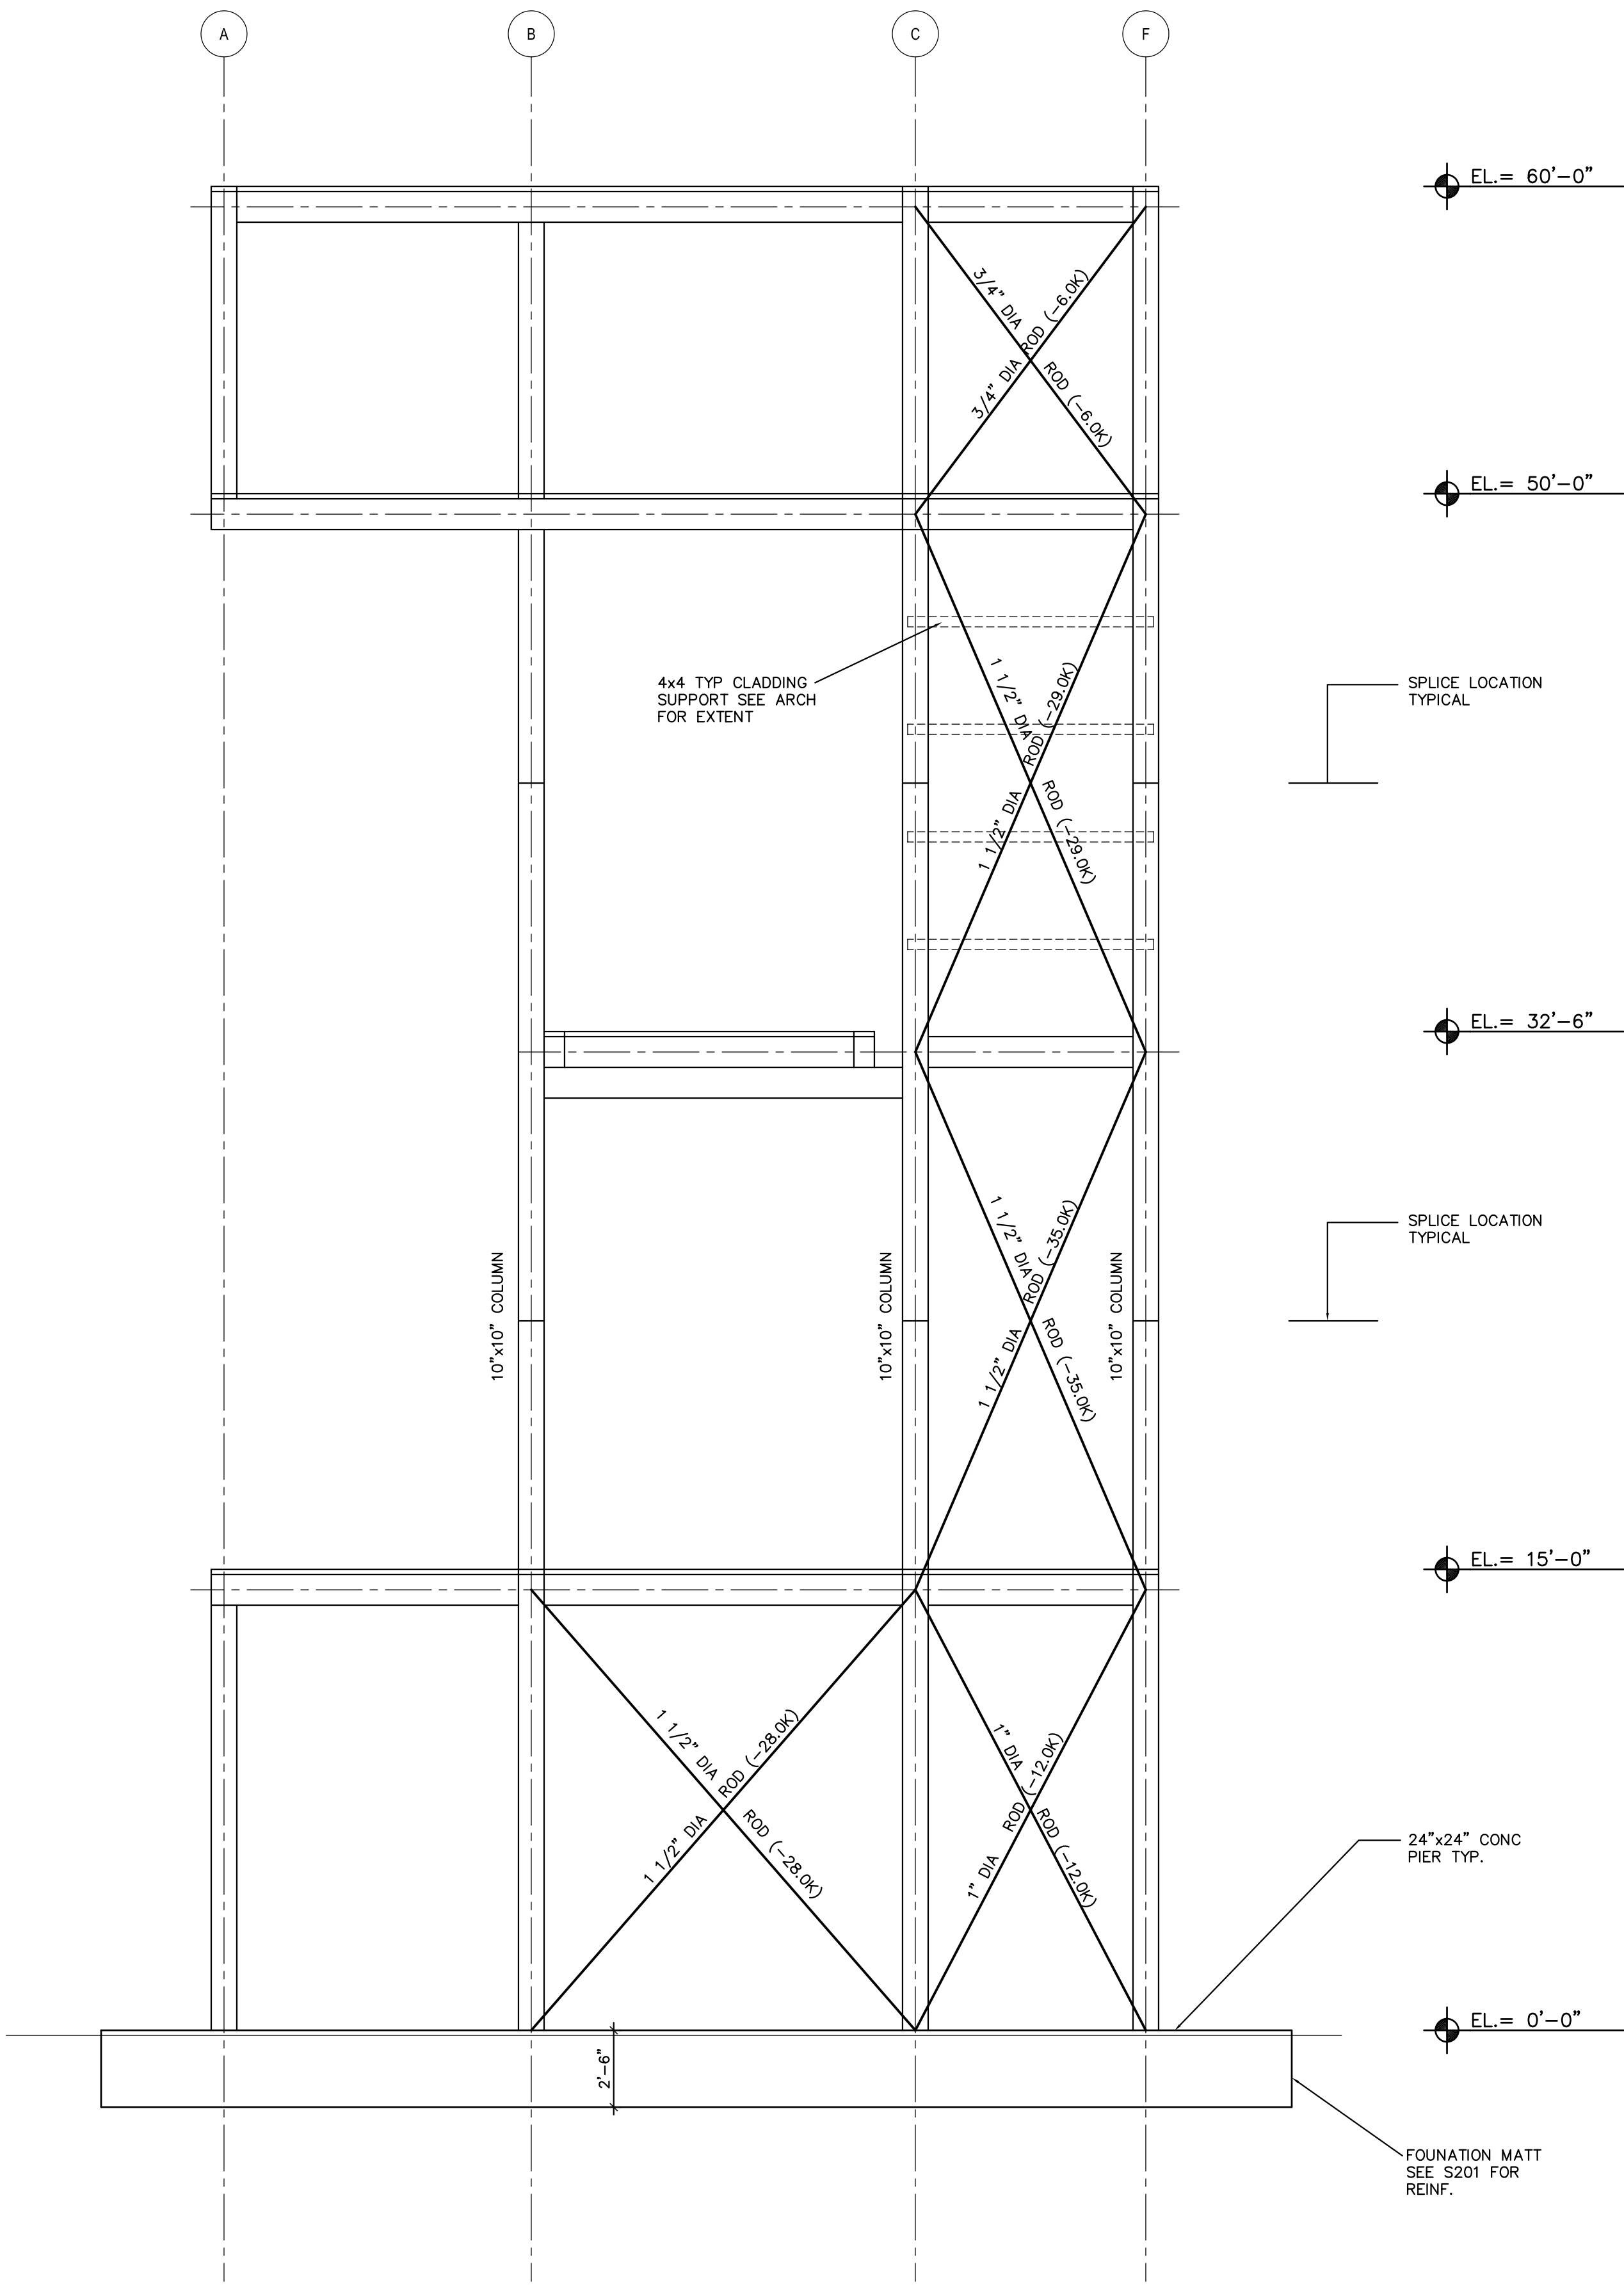 A
B
C
F
EL.= 60'-0"
3/4" DIA ROD (-6.0K)
3/4" DIA ROD (-6.0K)
EL.= 50'-0"
4x4 TYP CLADDING
SUPPORT SEE ARCH
FOR EXTENT
1 1/2" DIA ROD (-29.0K)
1 1/2" DIA ROD (-29.0K)
SPLICE LOCATION
TYPICAL
EL.= 32'-6"
10"x10" COLUMN
10"x10" COLUMN
10"x10" COLUMN
1 1/2" DIA ROD (-35.0K)
1 1/2" DIA ROD (-35.0K)
SPLICE LOCATION
TYPICAL
EL.= 15'-0"
1 1/2" DIA ROD (-28.0K)
1 1/2" DIA ROD (-28.0K)
1" DIA ROD (-12.0K)
1" DIA ROD (-12.0K)
24"x24" CONC
PIER TYP.
EL.= 0'-0"
2'-6"
FOUNATION MATT
SEE S201 FOR
REINF.